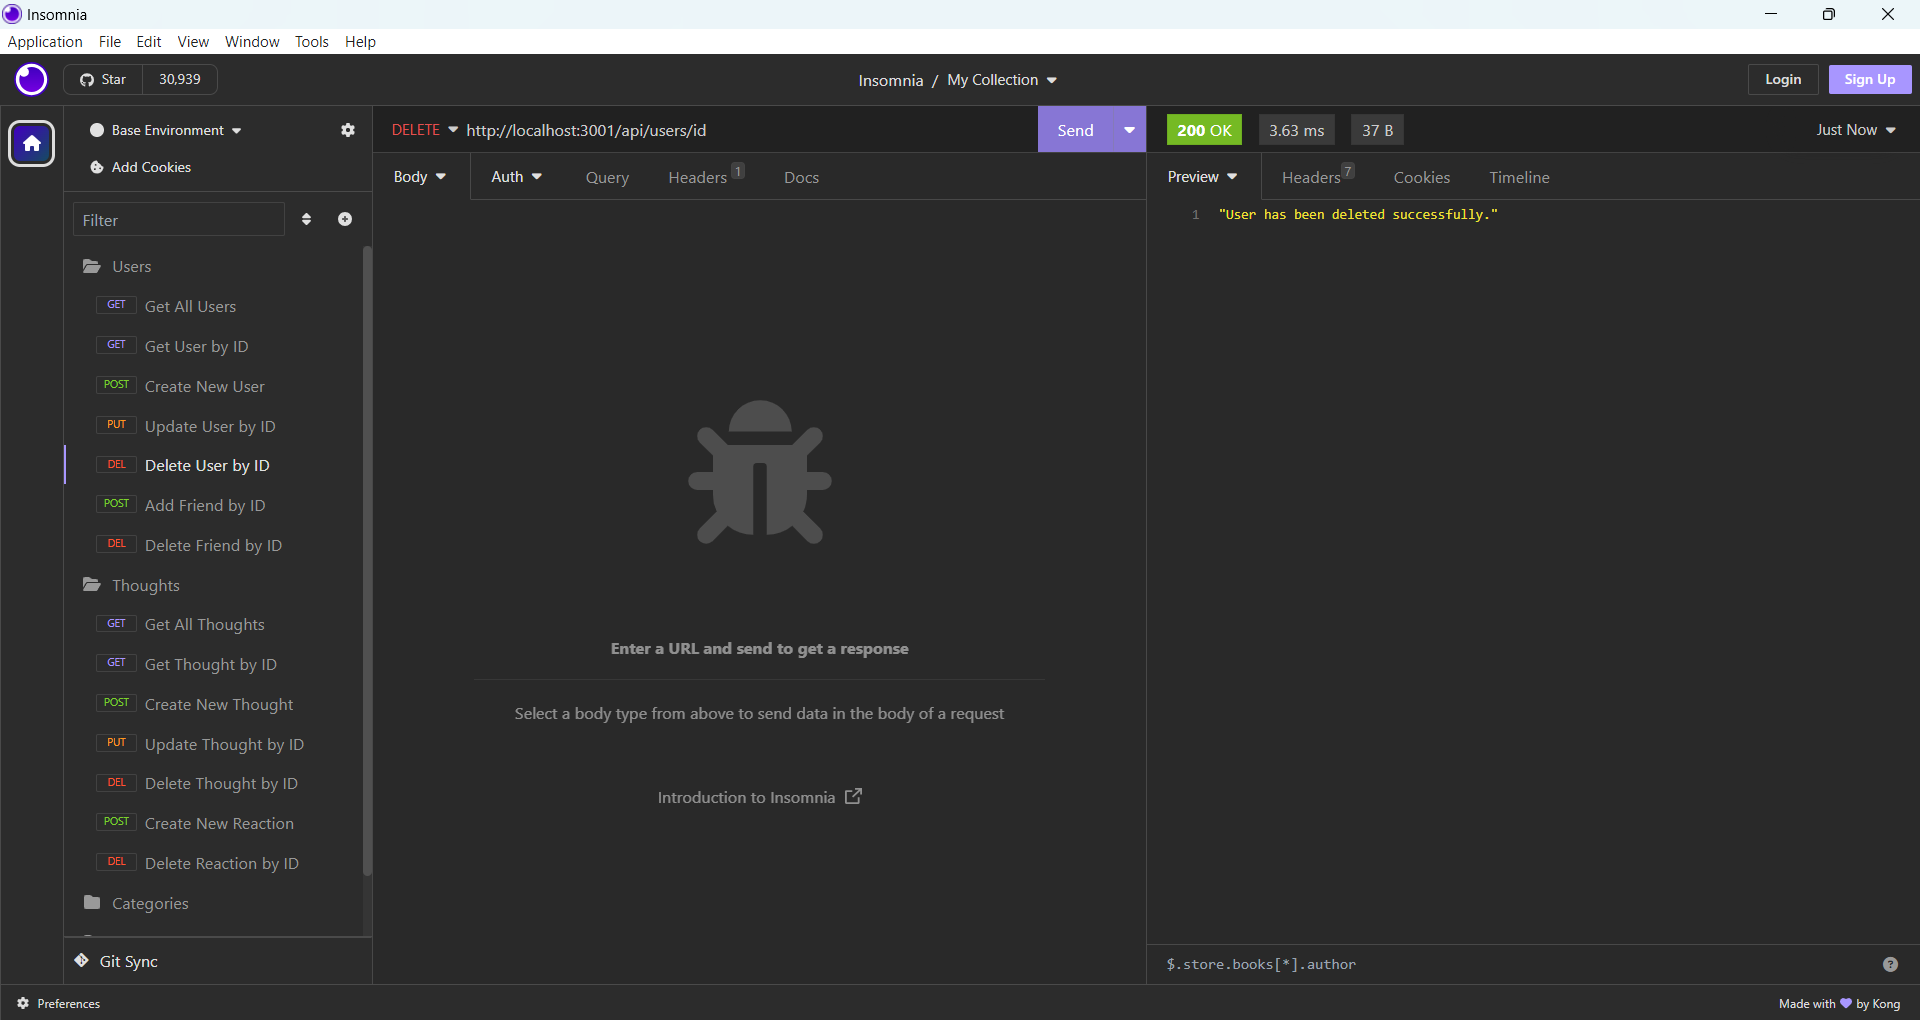 Insomnia
Application File Edit View Window Tools Help
Star 30,939
Insomnia / My Collection
Login Sign Up
Base Environment
Add Cookies
Filter
Users
GET Get All Users
GET Get User by ID
POST Create New User
PUT Update User by ID
DEL Delete User by ID
POST Add Friend by ID
DEL Delete Friend by ID
Thoughts
GET Get All Thoughts
GET Get Thought by ID
POST Create New Thought
PUT Update Thought by ID
DEL Delete Thought by ID
POST Create New Reaction
DEL Delete Reaction by ID
Categories
Git Sync
DELETE http://localhost:3001/api/users/id Send
Body Auth Query Headers 1 Docs
Enter a URL and send to get a response
Select a body type from above to send data in the body of a request
Introduction to Insomnia
200 OK 3.63 ms 37 B Just Now
Preview Headers 7 Cookies Timeline
1 "User has been deleted successfully."
$.store.books[*].author ?
Preferences
Made with 💜 by Kong